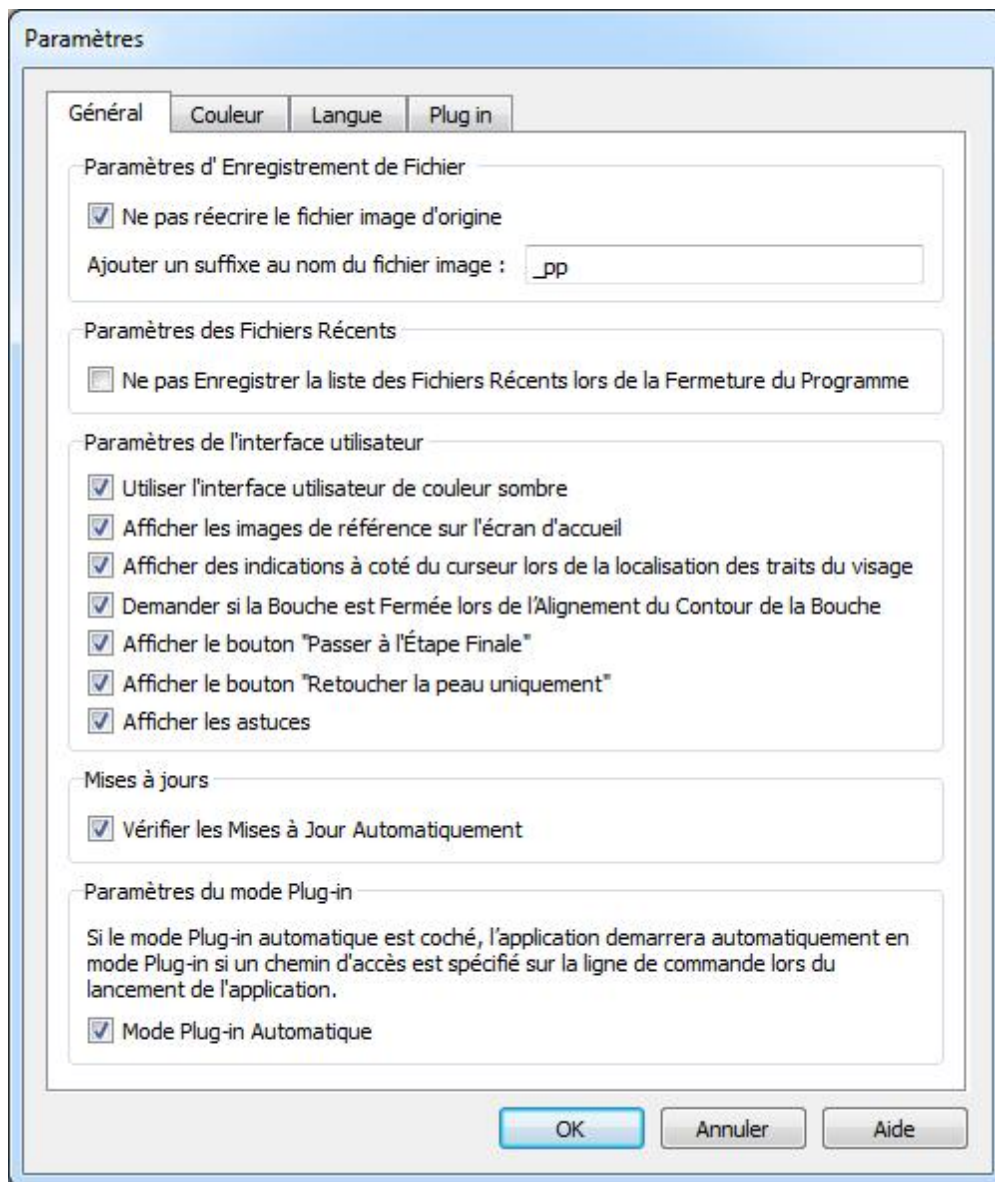 Paramètres
Général
Couleur
Langue
Plug in
Paramètres d' Enregistrement de Fichier
Ne pas réecrire le fichier image d'origine
Ajouter un suffixe au nom du fichier image : _pp
Paramètres des Fichiers Récents
Ne pas Enregistrer la liste des Fichiers Récents lors de la Fermeture du Programme
Paramètres de l'interface utilisateur
Utiliser l'interface utilisateur de couleur sombre
Afficher les images de référence sur l'écran d'accueil
Afficher des indications à coté du curseur lors de la localisation des traits du visage
Demander si la Bouche est Fermée lors de l’Alignement du Contour de la Bouche
Afficher le bouton "Passer à l'Étape Finale"
Afficher le bouton "Retoucher la peau uniquement"
Afficher les astuces
Mises à jours
Vérifier les Mises à Jour Automatiquement
Paramètres du mode Plug-in
Si le mode Plug-in automatique est coché, l’application demarrera automatiquement en
mode Plug-in si un chemin d'accès est spécifié sur la ligne de commande lors du
lancement de l'application.
Mode Plug-in Automatique
OK
Annuler
Aide